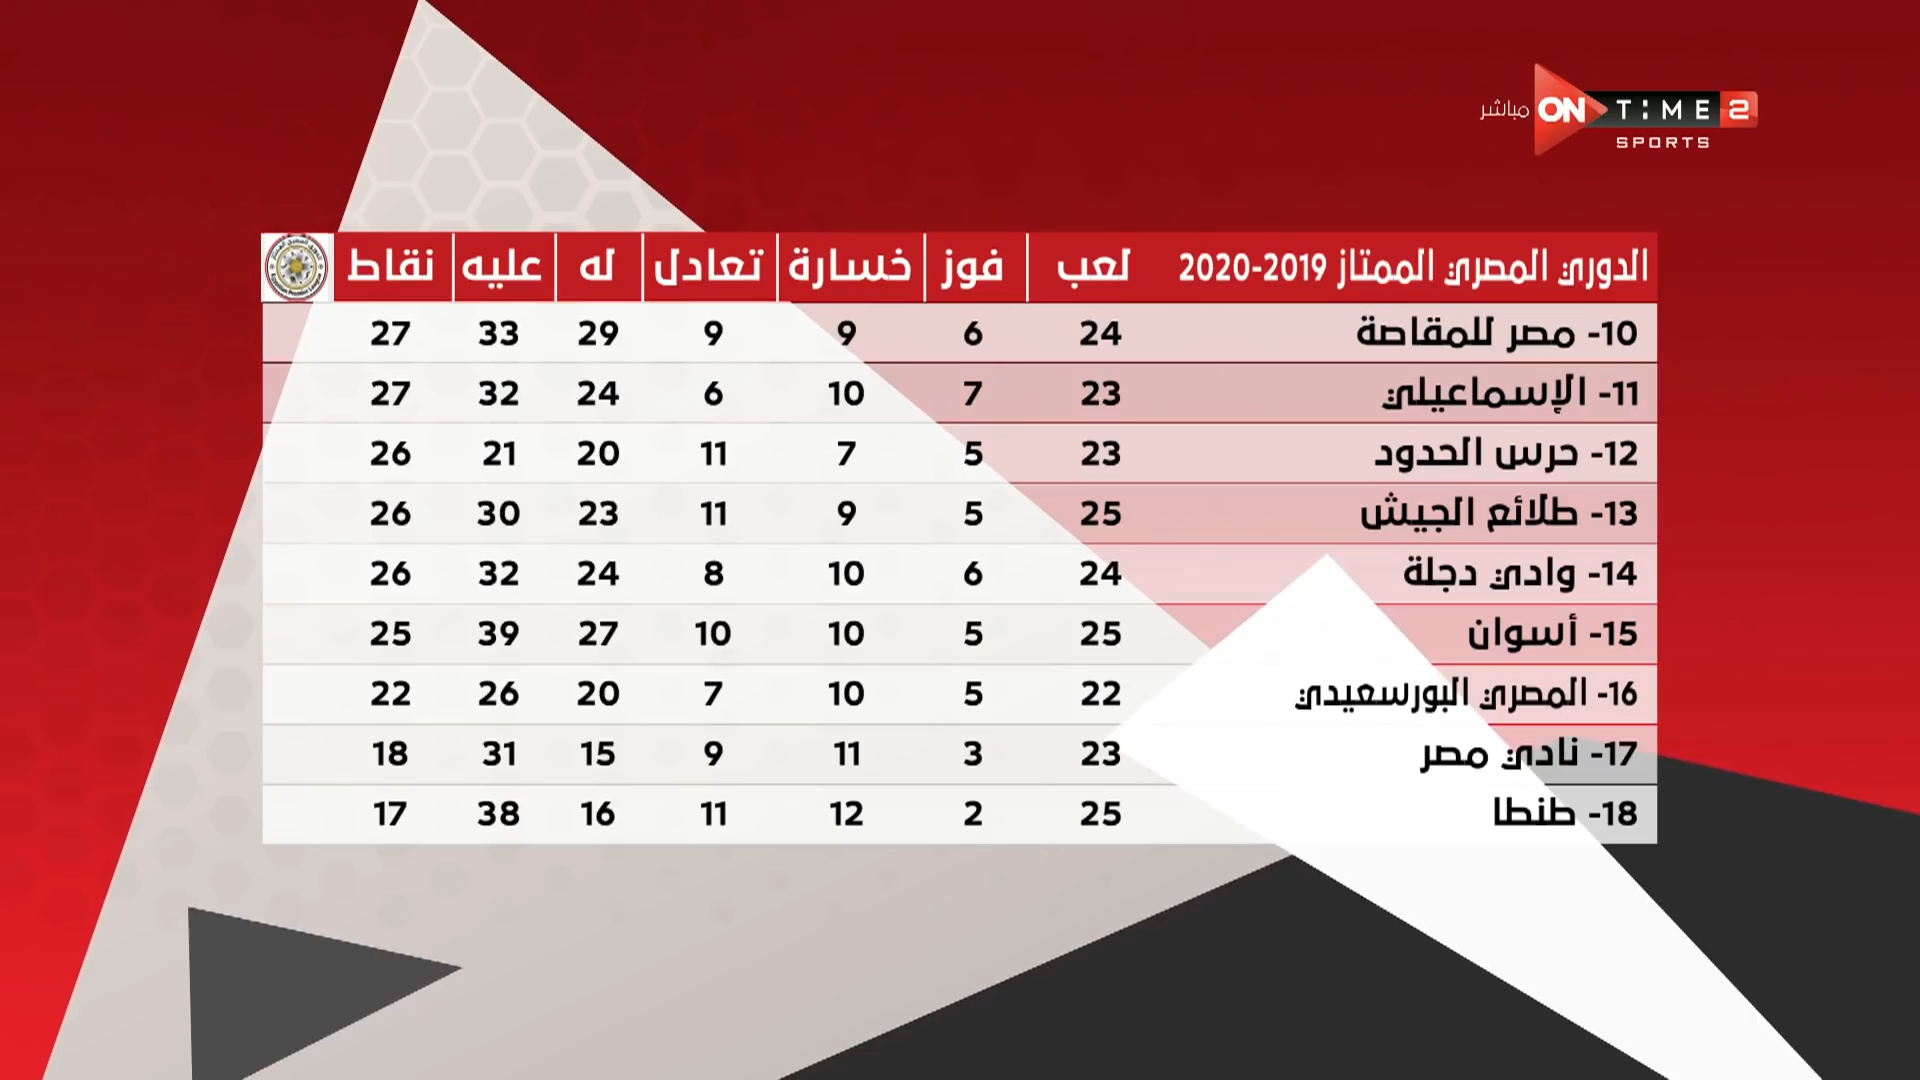 مباشر ON TIME 2
SPORTS
الدوري المصري الممتاز 2019-2020 لعب فوز خسارة تعادل له عليه نقاط
10- مصر للمقاصة 24 6 9 9 29 33 27
11- الإسماعيلي 23 7 10 6 24 32 27
12- حرس الحدود 23 5 7 11 20 21 26
13- طلائع الجيش 25 5 9 11 23 30 26
14- وادي دجلة 24 6 10 8 24 32 26
15- أسوان 25 5 10 10 27 39 25
16- المصري البورسعيدي 22 5 10 7 20 26 22
17- نادي مصر 23 3 11 9 15 31 18
18- طنطا 25 2 12 11 16 38 17